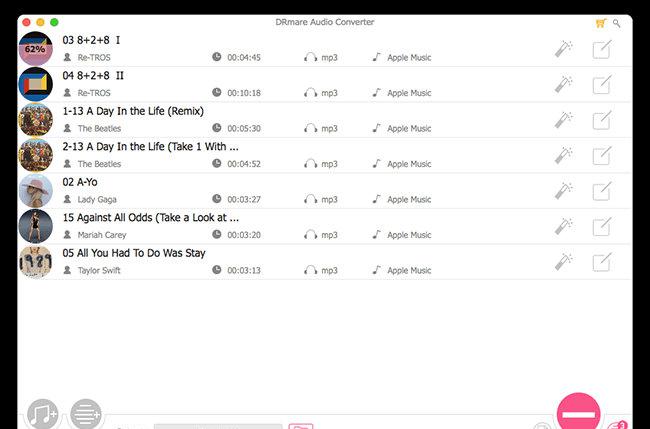 DRmare Audio Converter
62%
03 8+2+8 I
Re-TROS 00:04:45 mp3 Apple Music
04 8+2+8 II
Re-TROS 00:10:18 mp3 Apple Music
1-13 A Day In the Life (Remix)
The Beatles 00:05:30 mp3 Apple Music
2-13 A Day In the Life (Take 1 With ...
The Beatles 00:04:52 mp3 Apple Music
02 A-Yo
Lady Gaga 00:03:27 mp3 Apple Music
15 Against All Odds (Take a Look at ...
Mariah Carey 00:03:20 mp3 Apple Music
05 All You Had To Do Was Stay
Taylor Swift 00:03:13 mp3 Apple Music